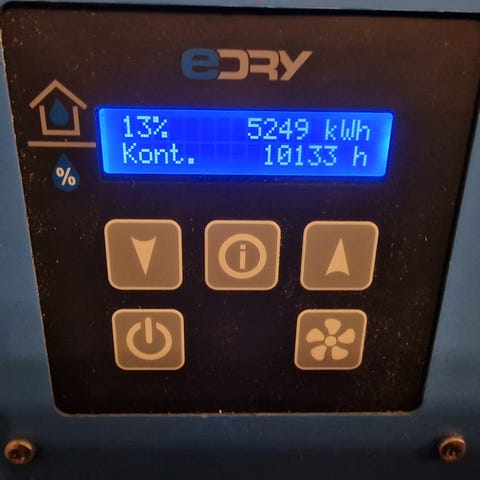 eDRY
13% 5249 kWh
Kont. 10133 h
%
i